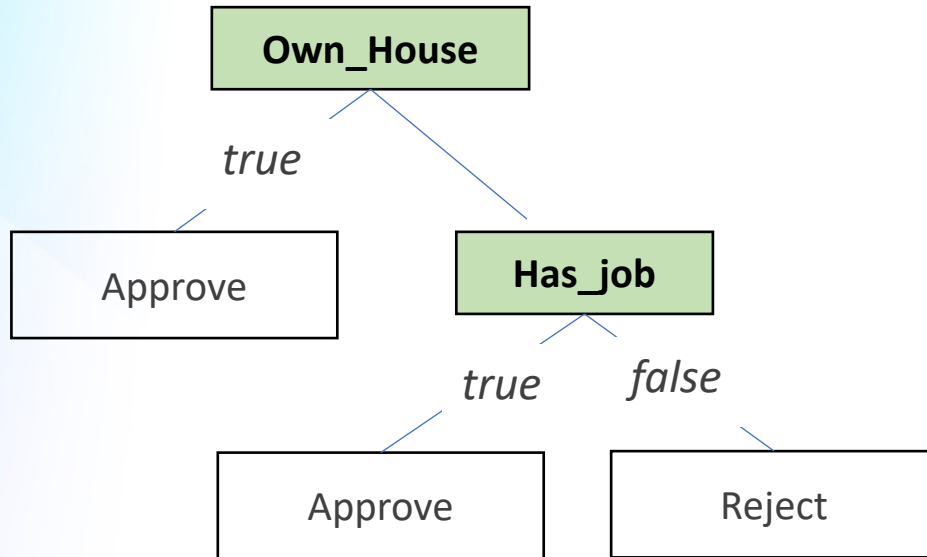 Own_House
true
Approve
Has_job
true
false
Approve
Reject